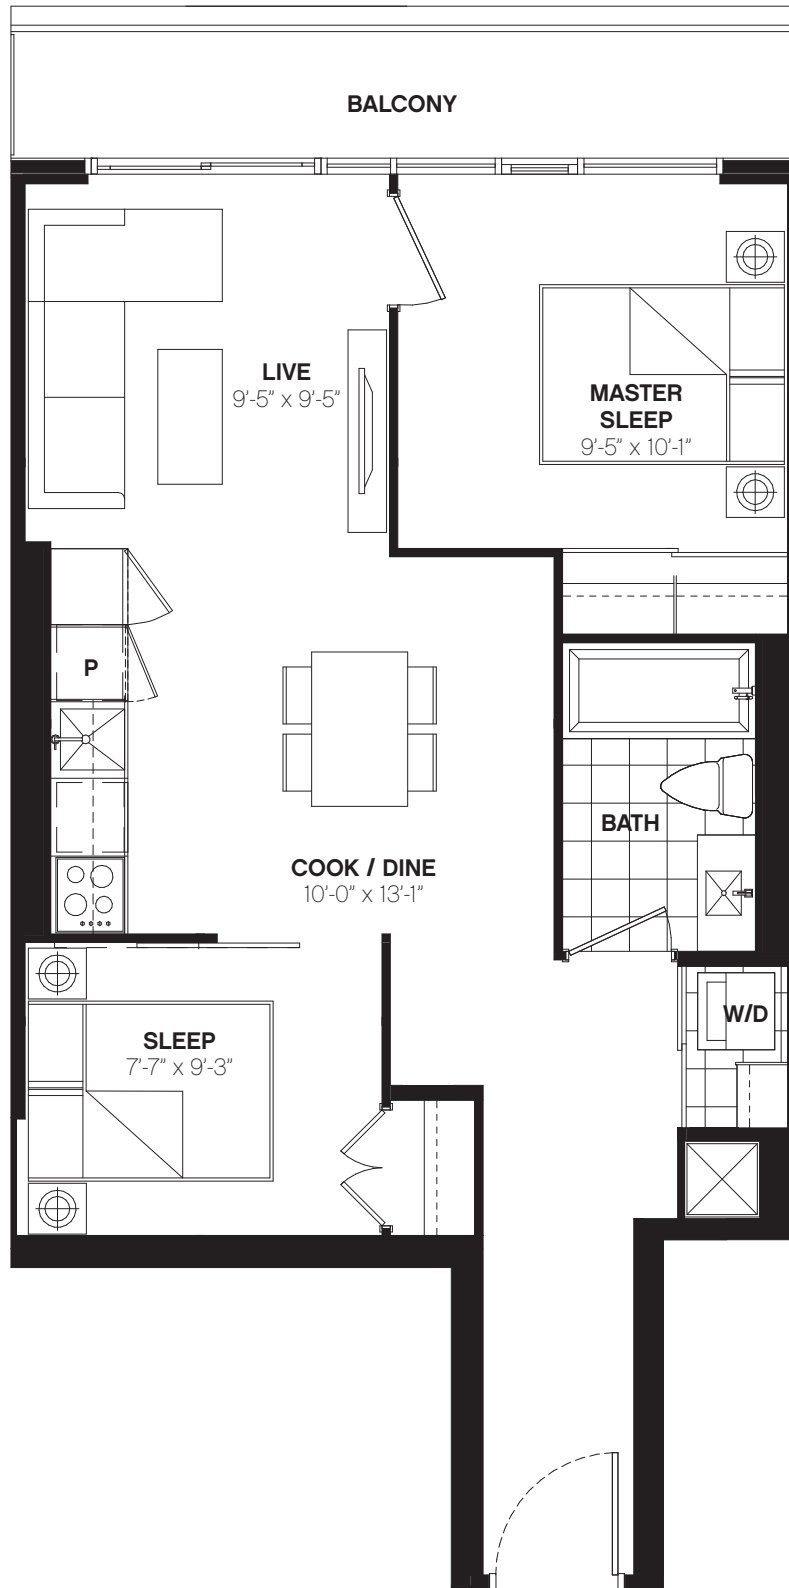 BALCONY
LIVE
9’-5” x 9’-5”
MASTER
SLEEP
9’-5” x 10’-1”
P
BATH
COOK / DINE
10’-0” x 13’-1”
W/D
SLEEP
7’-7” x 9’-3”